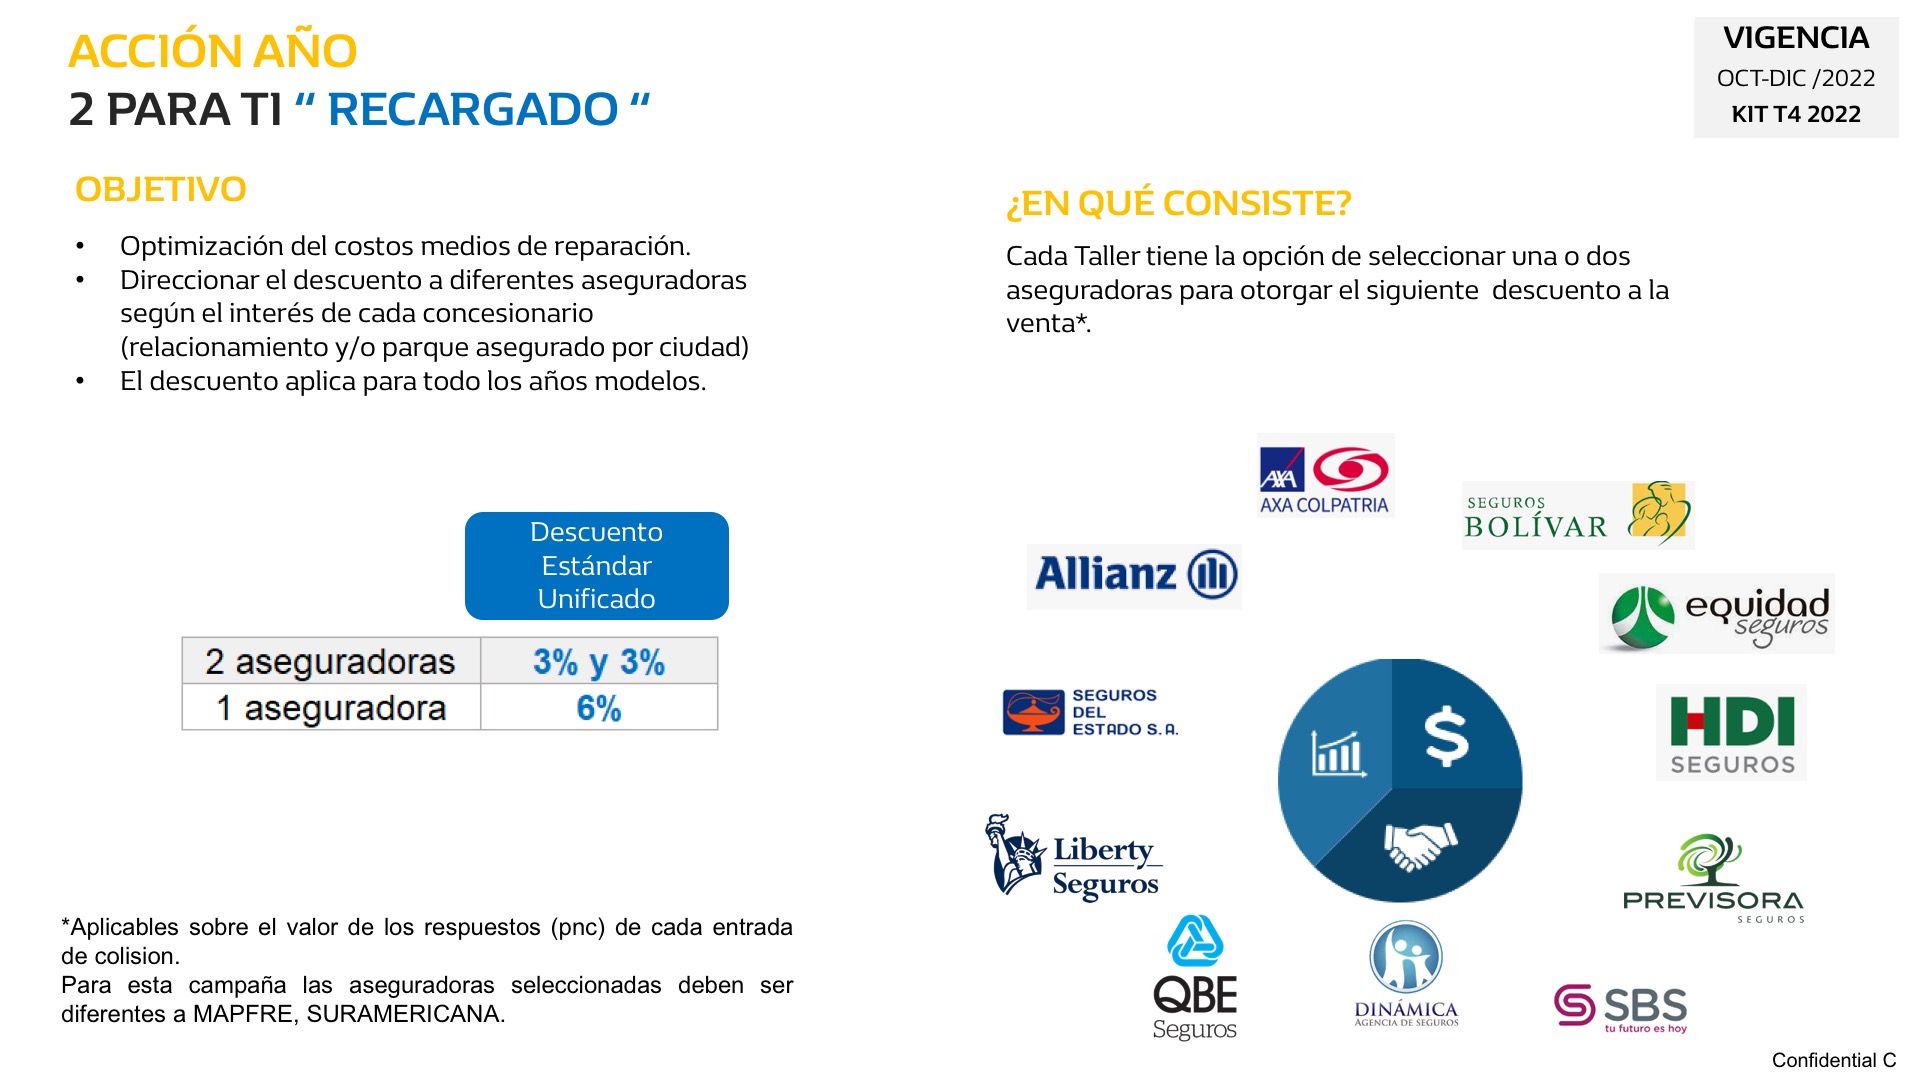 ACCIÓN AÑO
2 PARA TI “ RECARGADO “
VIGENCIA
OCT-DIC /2022
KIT T4 2022
OBJETIVO
• Optimización del costos medios de reparación.
• Direccionar el descuento a diferentes aseguradoras
según el interés de cada concesionario
(relacionamiento y/o parque asegurado por ciudad)
• El descuento aplica para todo los años modelos.
Descuento
Estándar
Unificado
2 aseguradoras 3% y 3%
1 aseguradora 6%
*Aplicables sobre el valor de los respuestos (pnc) de cada entrada
de colision.
Para esta campaña las aseguradoras seleccionadas deben ser
diferentes a MAPFRE, SURAMERICANA.
¿EN QUÉ CONSISTE?
Cada Taller tiene la opción de seleccionar una o dos
aseguradoras para otorgar el siguiente descuento a la
venta*.
AXA
AXA COLPATRIA
SEGUROS
BOLÍVAR
Allianz
equidad
seguros
SEGUROS
DEL
ESTADO S.A.
$
HDI
SEGUROS
Liberty
Seguros
PREVISORA
SEGUROS
QBE
Seguros
DINÁMICA
AGENCIA DE SEGUROS
SBS
tu futuro es hoy
Confidential C